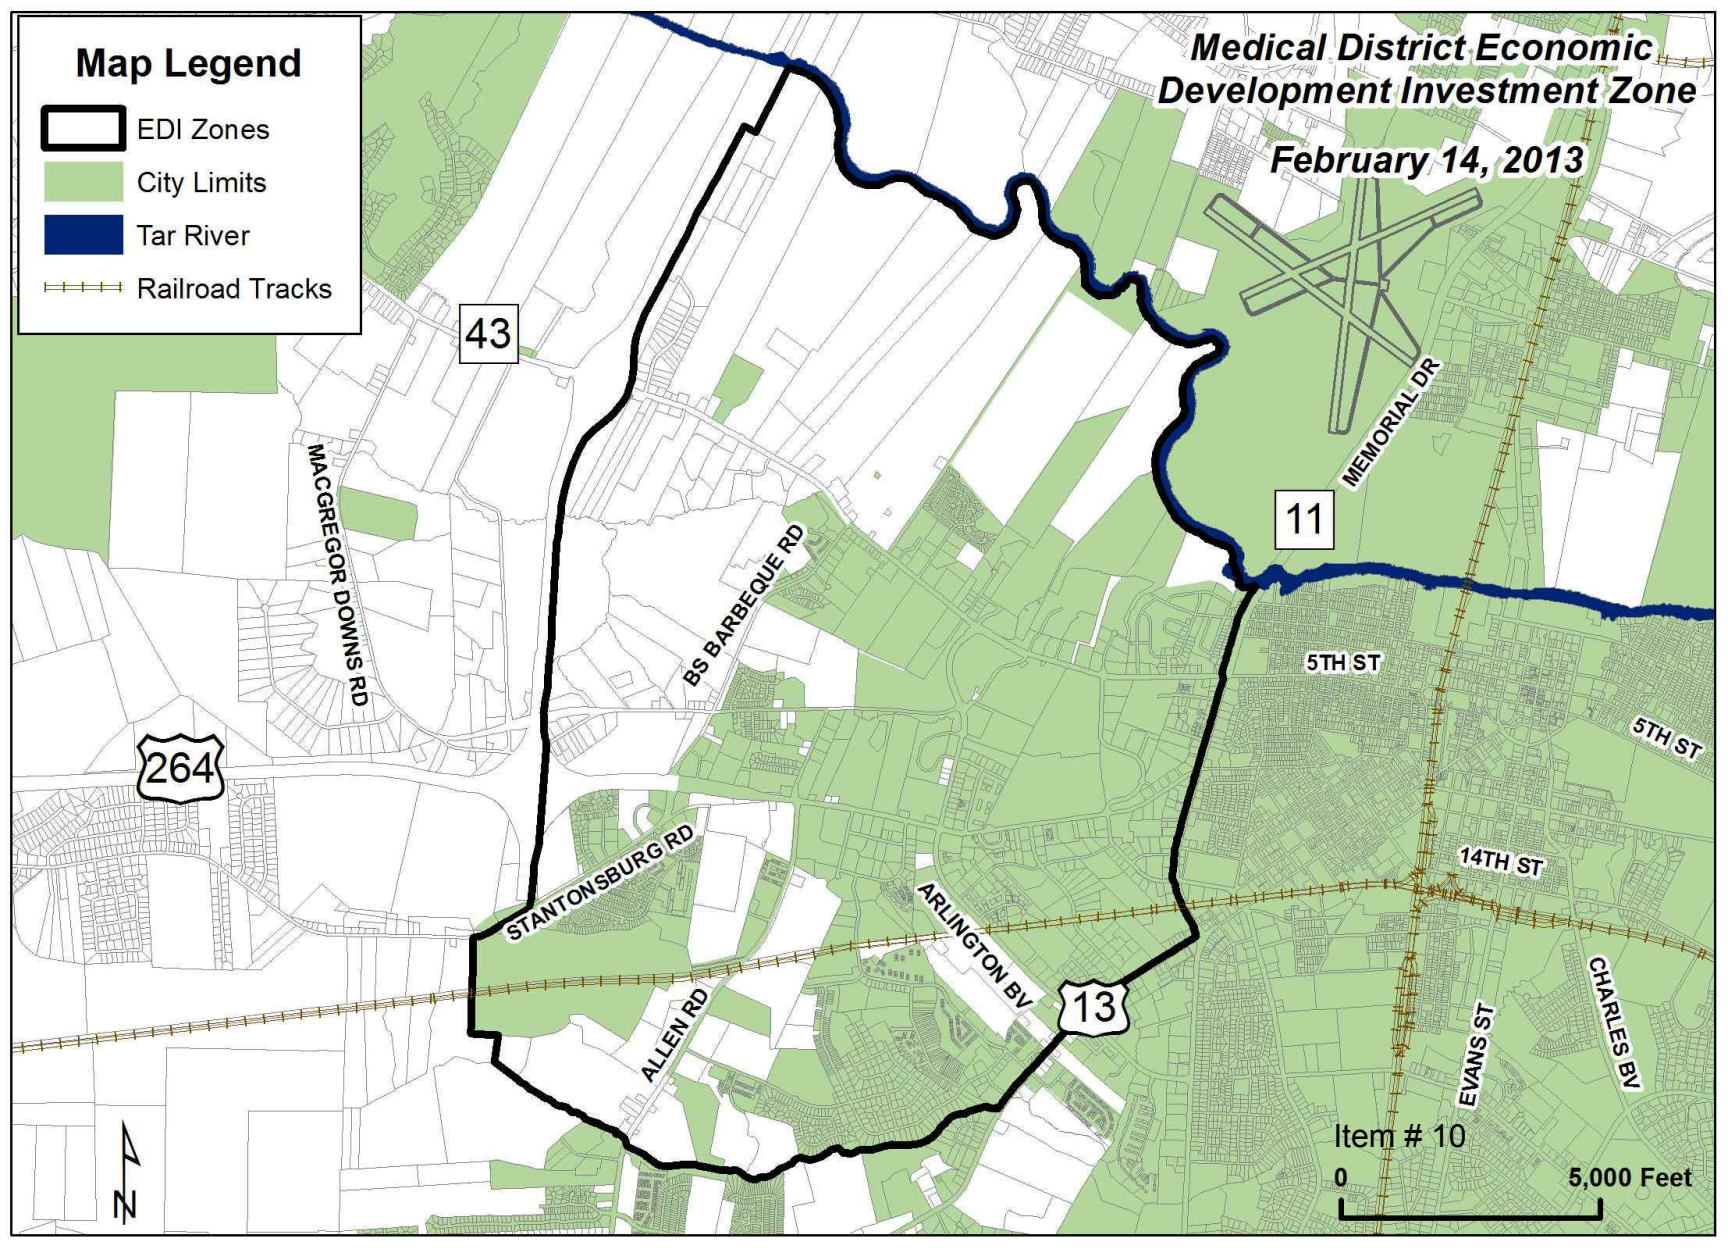 Map Legend
EDI Zones
City Limits
Tar River
Railroad Tracks
Medical District Economic
Development Investment Zone
February 14, 2013
43
MEMORIAL DR
MACGREGOR DOWNS RD
11
BS BARBEQUE RD
5TH ST
5TH ST
264
STANTONSBURG RD
14TH ST
ARLINGTON BV
13
ALLEN RD
EVANS ST
CHARLES BV
Item # 10
0 5,000 Feet
N